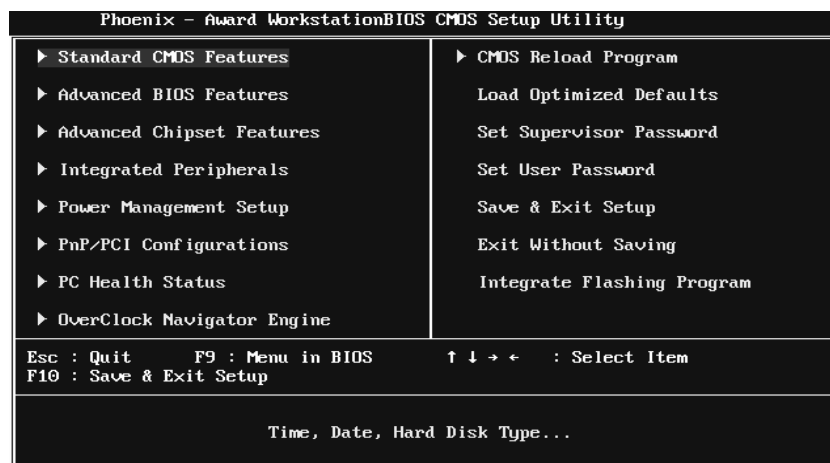 Phoenix - Award WorkstationBIOS CMOS Setup Utility
▶ Standard CMOS Features
▶ Advanced BIOS Features
▶ Advanced Chipset Features
▶ Integrated Peripherals
▶ Power Management Setup
▶ PnP/PCI Configurations
▶ PC Health Status
▶ OverClock Navigator Engine
▶ CMOS Reload Program
Load Optimized Defaults
Set Supervisor Password
Set User Password
Save & Exit Setup
Exit Without Saving
Integrate Flashing Program
Esc : Quit F9 : Menu in BIOS ↑ ↓ → ← : Select Item
F10 : Save & Exit Setup
Time, Date, Hard Disk Type...